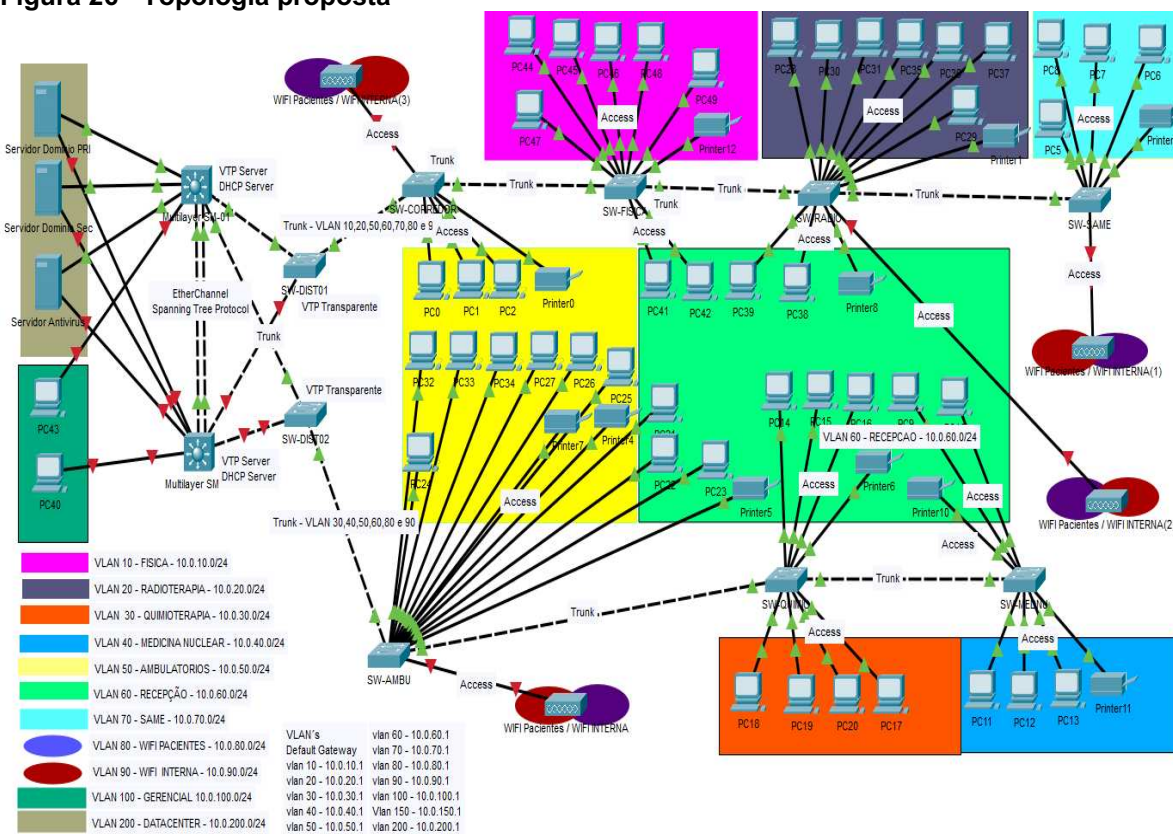 Figura 26 - Topologia proposta
Servidor Dominio PRI
Servidor Dominio Sec
Servidor Antivirus
PC43
PC40
VTP Server
DHCP Server
Multilayer SM-01
EtherChannel
Spanning Tree Protocol
Multilayer SM
VTP Server
DHCP Server
WIFI Pacientes / WIFI INTERNA(3)
Access
Trunk
SW-CORREDOR
Trunk
Access
Access
Trunk - VLAN 10,20,50,60,70,80 e 9
SW-DIST01
VTP Transparente
Trunk
VTP Transparente
SW-DIST02
Trunk - VLAN 30,40,50,60,80 e 90
PC44
PC45
PC46
PC48
PC49
PC47
Access
Printer12
SW-FISICA
Trunk
Trunk
PC30
PC31
PC35
PC37
PC29
Access
Printer1
SW-RADIO
Trunk
Access
PC8
PC7
PC6
PC5
Access
Printer
SW-SAME
Access
WIFI Pacientes / WIFI INTERNA(1)
PC0
PC1
PC2
Printer0
PC41
PC42
PC39
PC38
Printer8
Access
PC32
PC33
PC34
PC27
PC26
PC25
Printer7
Printer4
PC24
PC22
PC23
Printer5
Access
PC14
PC15
PC16
PC9
VLAN 60 - RECEPCAO - 10.0.60.0/24
Printer6
Printer10
Access
Access
Access
WIFI Pacientes / WIFI INTERNA(2
SW-QUIMIO
Trunk
SW-MEDNU
Trunk
SW-AMBU
Access
WIFI Pacientes / WIFI INTERNA
Access
PC18
PC19
PC20
PC17
Access
PC11
PC12
PC13
Printer11
VLAN 10 - FISICA - 10.0.10.0/24
VLAN 20 - RADIOTERAPIA - 10.0.20.0/24
VLAN 30 - QUIMIOTERAPIA - 10.0.30.0/24
VLAN 40 - MEDICINA NUCLEAR - 10.0.40.0/24
VLAN 50 - AMBULATORIOS - 10.0.50.0/24
VLAN 60 - RECEPÇÃO - 10.0.60.0/24
VLAN 70 - SAME - 10.0.70.0/24
VLAN 80 - WIFI PACIENTES - 10.0.80.0/24
VLAN 90 - WIFI INTERNA - 10.0.90.0/24
VLAN 100 - GERENCIAL 10.0.100.0/24
VLAN 200 - DATACENTER - 10.0.200.0/24
VLAN´s
Default Gateway
vlan 10 - 10.0.10.1
vlan 20 - 10.0.20.1
vlan 30 - 10.0.30.1
vlan 40 - 10.0.40.1
vlan 50 - 10.0.50.1
vlan 60 - 10.0.60.1
vlan 70 - 10.0.70.1
vlan 80 - 10.0.80.1
vlan 90 - 10.0.90.1
vlan 100 - 10.0.100.1
Vlan 150 - 10.0.150.1
vlan 200 - 10.0.200.1